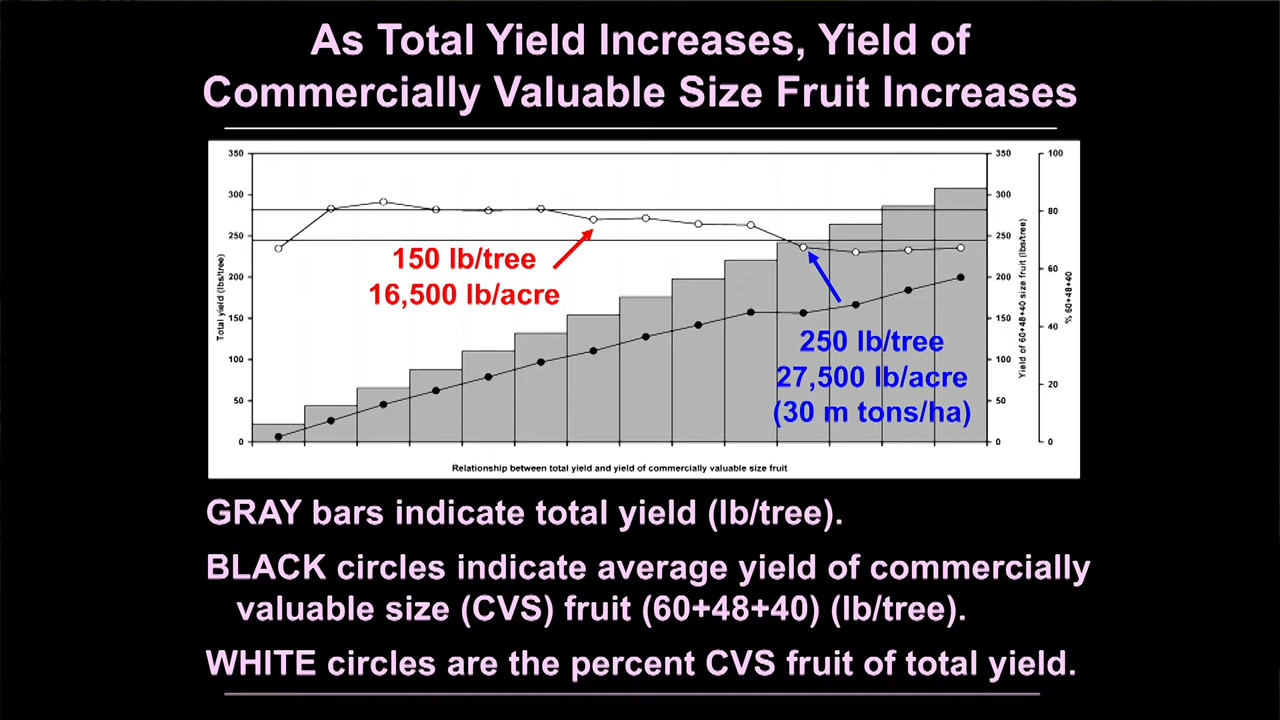 As Total Yield Increases, Yield of
Commercially Valuable Size Fruit Increases
350
300
250
200
150
100
50
0
Total yield (lbs/tree)
150 lb/tree
16,500 lb/acre
250 lb/tree
27,500 lb/acre
(30 m tons/ha)
350
300
250
200
150
100
50
0
Yield of 60+48+40 size fruit (lbs/tree)
100
80
60
40
20
0
% 60+48+40
Relationship between total yield and yield of commercially valuable size fruit
GRAY bars indicate total yield (lb/tree).
BLACK circles indicate average yield of commercially
valuable size (CVS) fruit (60+48+40) (lb/tree).
WHITE circles are the percent CVS fruit of total yield.